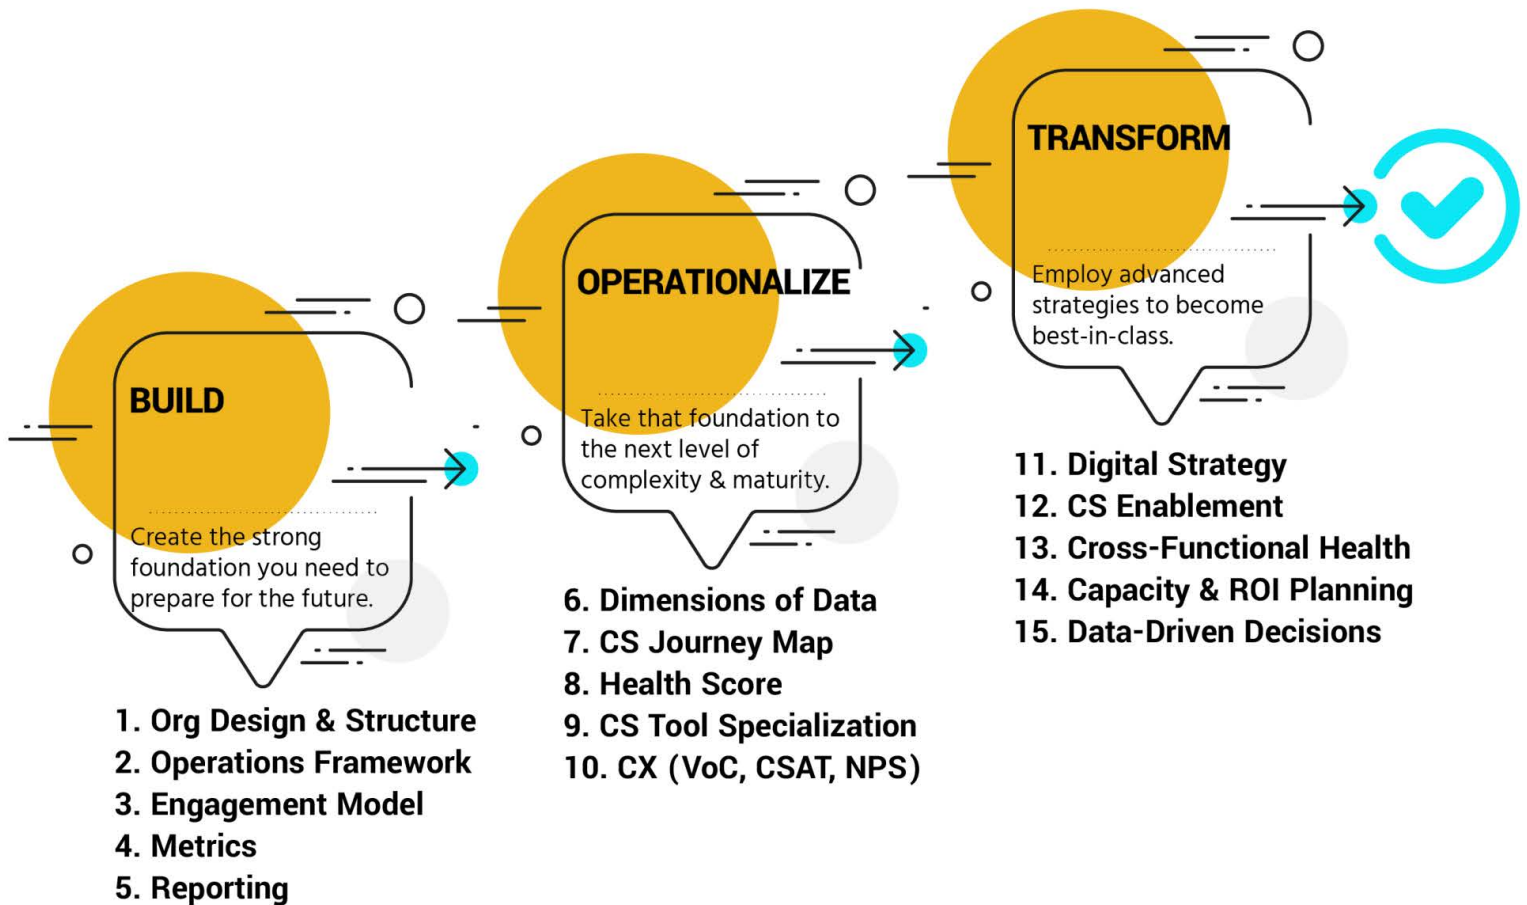 BUILD
Create the strong
foundation you need to
prepare for the future.
1. Org Design & Structure
2. Operations Framework
3. Engagement Model
4. Metrics
5. Reporting
OPERATIONALIZE
Take that foundation to
the next level of
complexity & maturity.
6. Dimensions of Data
7. CS Journey Map
8. Health Score
9. CS Tool Specialization
10. CX (VoC, CSAT, NPS)
TRANSFORM
Employ advanced
strategies to become
best-in-class.
11. Digital Strategy
12. CS Enablement
13. Cross-Functional Health
14. Capacity & ROI Planning
15. Data-Driven Decisions